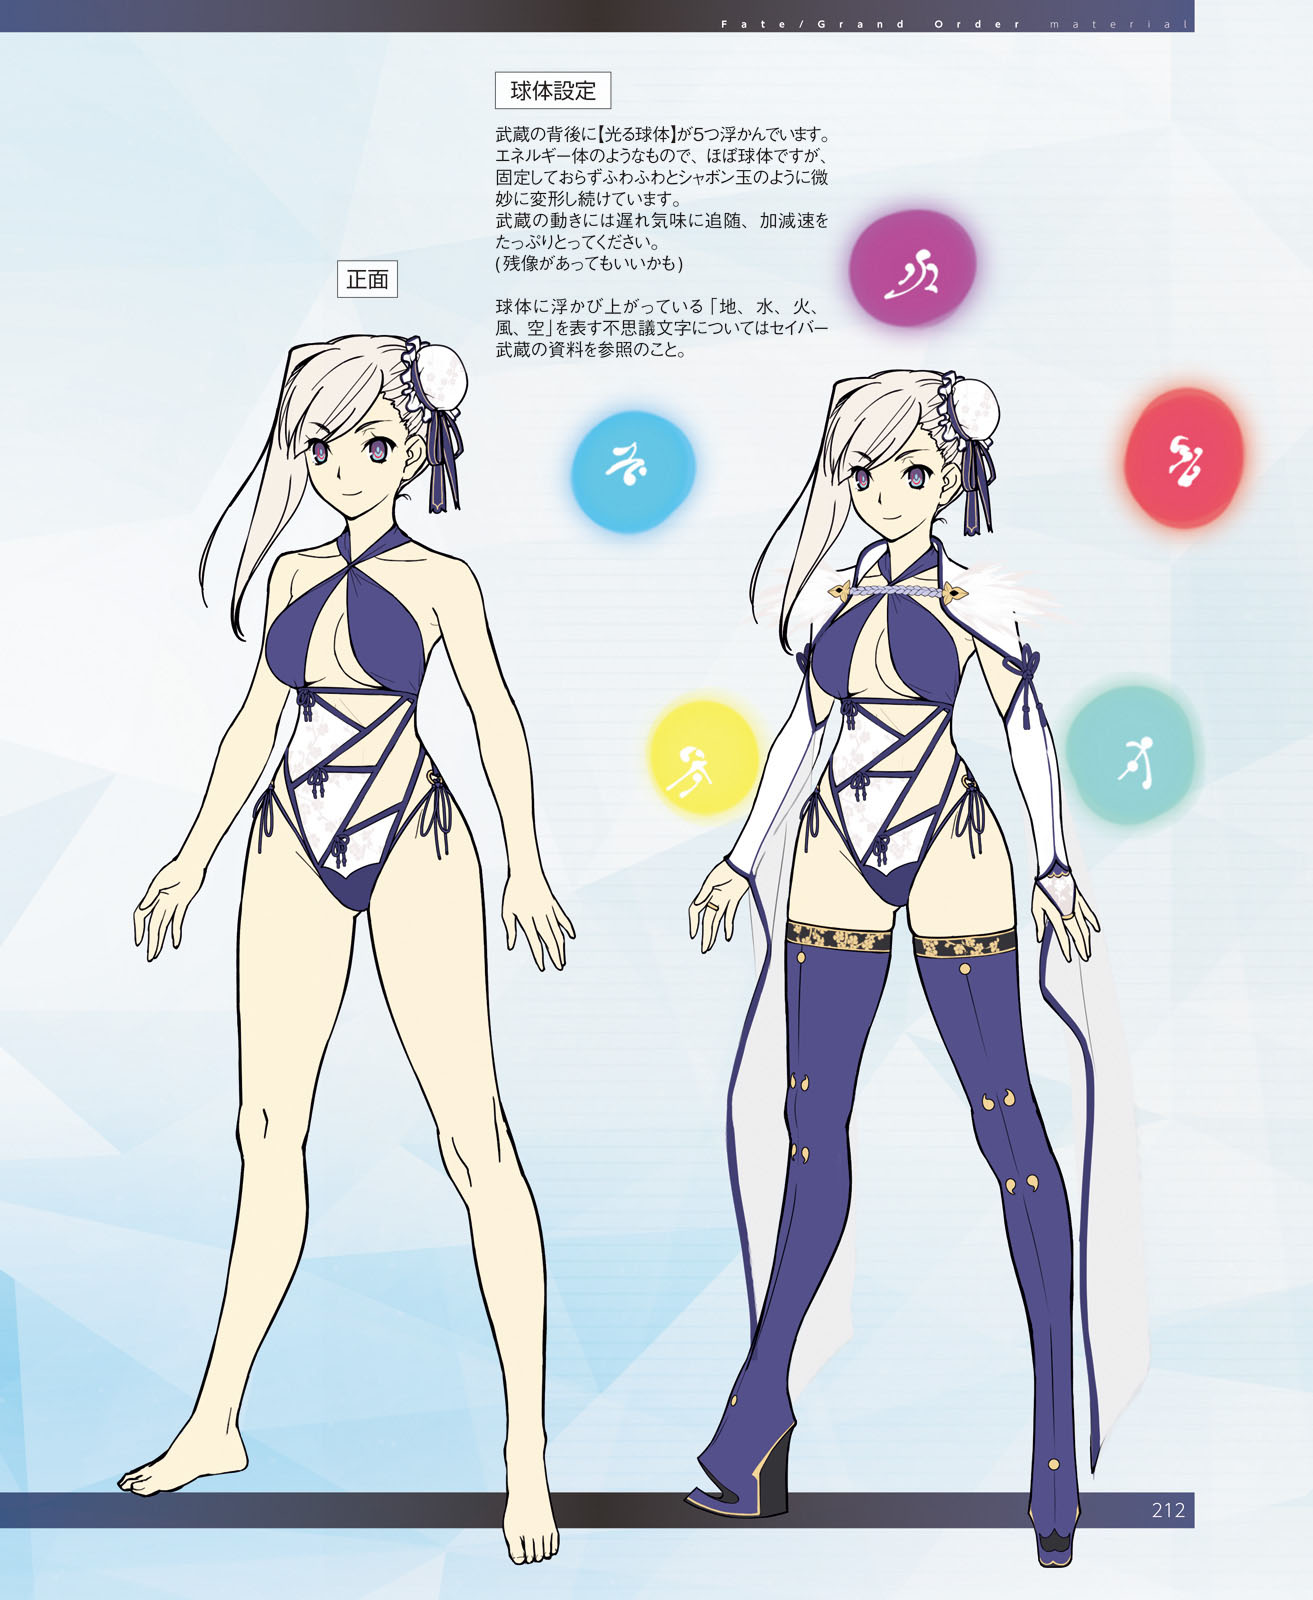 Fate/Grand Order material
球体設定
武蔵の背後に【光る球体】が5つ浮かんでいます。
エネルギー体のようなもので、ほぼ球体ですが、
固定しておらずふわふわとシャボン玉のように微
妙に変形し続けています。
武蔵の動きには遅れ気味に追随、加減速を
たっぷりとってください。
(残像があってもいいかも)
球体に浮かび上がっている「地、水、火、
風、空」を表す不思議文字についてはセイバー
武蔵の資料を参照のこと。
正面
212